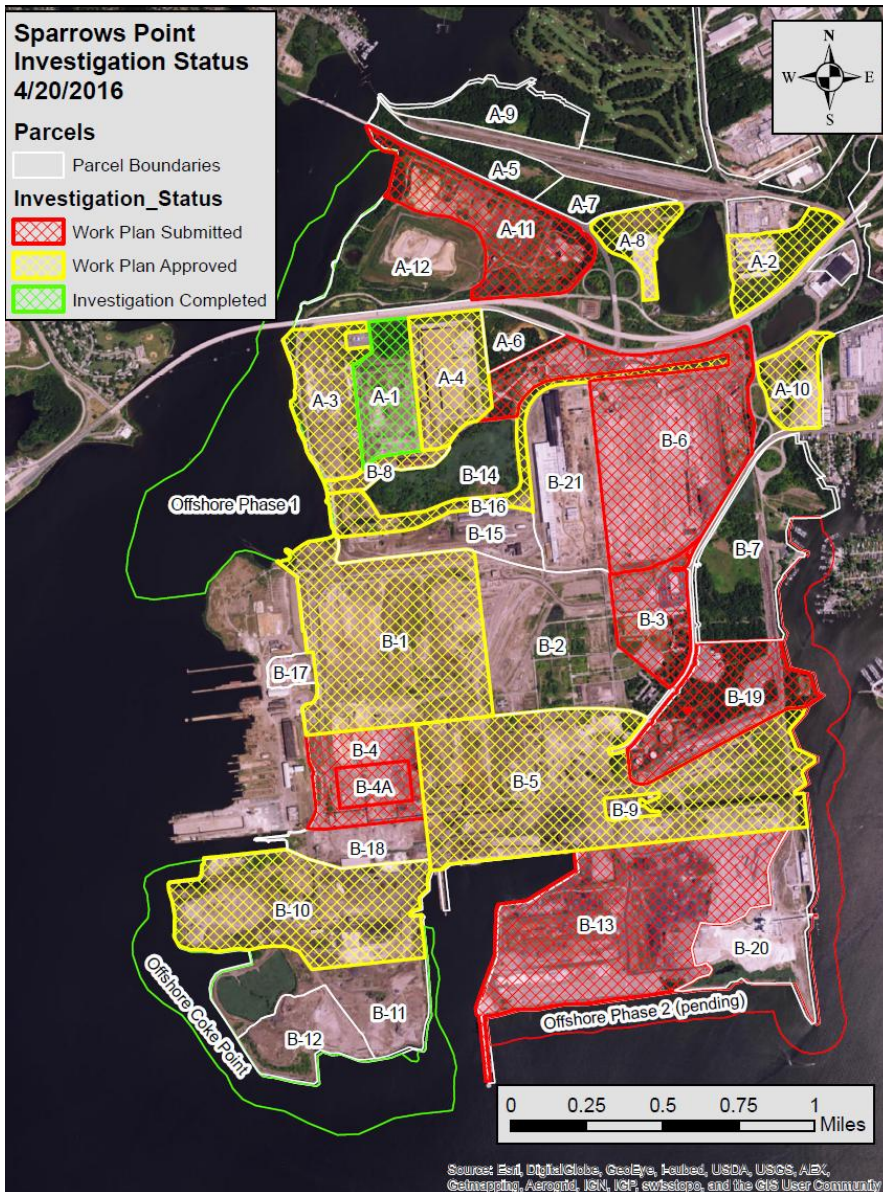 Sparrows Point
Investigation Status
4/20/2016
Parcels
Parcel Boundaries
Investigation_Status
Work Plan Submitted
Work Plan Approved
Investigation Completed
N
W E
S
A-9
A-5
A-7
A-11
A-8
A-2
A-12
A-6
A-3
A-1
A-4
A-10
B-6
B-8
B-14
B-21
Offshore Phase 1
B-16
B-15
B-7
B-3
B-1
B-2
B-17
B-19
B-4
B-4A
B-5
B-9
B-18
B-10
B-13
B-20
Offshore Coke Point
B-11
B-12
Offshore Phase 2 (pending)
0 0.25 0.5 0.75 1
Miles
Source: Esri, DigitalGlobe, GeoEye, i-cubed, USDA, USGS, AEX,
Getmapping, Aerogrid, IGN, IGP, swisstopo, and the GIS User Community